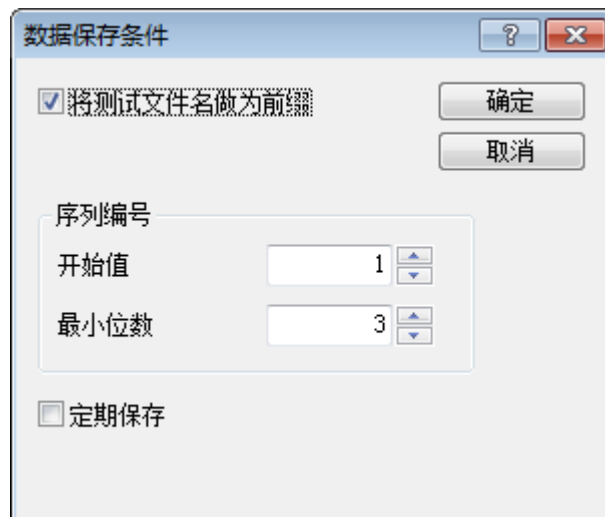 数据保存条件
将测试文件名做为前缀
确定
取消
序列编号
开始值 1
最小位数 3
定期保存